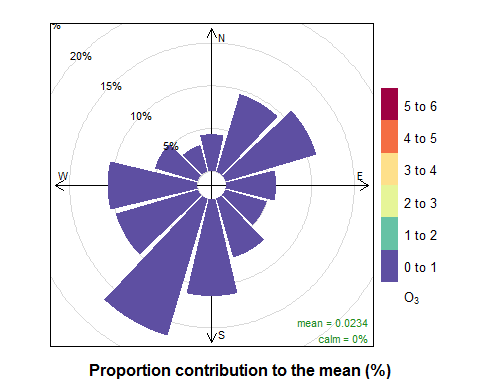 %
20%
15%
10%
5%
N
W
E
S
5 to 6
4 to 5
3 to 4
2 to 3
1 to 2
0 to 1
O₃
mean = 0.0234
calm = 0%
Proportion contribution to the mean (%)